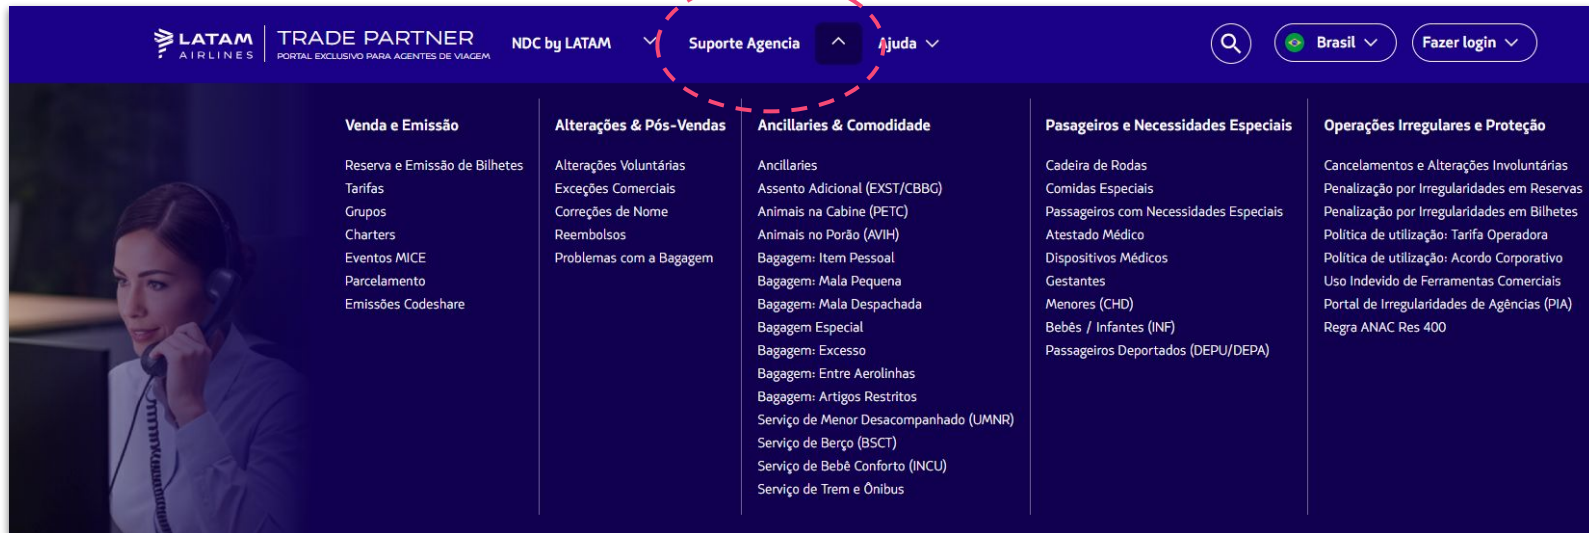 LATAM
AIRLINES
TRADE PARTNER
PORTAL EXCLUSIVO PARA AGENTES DE VIAGEM
NDC by LATAM
Suporte Agencia
Ajuda
Brasil
Fazer login
Venda e Emissão
Reserva e Emissão de Bilhetes
Tarifas
Grupos
Charters
Eventos MICE
Parcelamento
Emissões Codeshare
Alterações & Pós-Vendas
Alterações Voluntárias
Exceções Comerciais
Correções de Nome
Reembolsos
Problemas com a Bagagem
Ancillaries & Comodidade
Ancillaries
Assento Adicional (EXST/CBBG)
Animais na Cabine (PETC)
Animais no Porão (AVIH)
Bagagem: Item Pessoal
Bagagem: Mala Pequena
Bagagem: Mala Despachada
Bagagem Especial
Bagagem: Excesso
Bagagem: Entre Aerolinhas
Bagagem: Artigos Restritos
Serviço de Menor Desacompanhado (UMNR)
Serviço de Berço (BSCT)
Serviço de Bebê Conforto (INCU)
Serviço de Trem e Ônibus
Pasageiros e Necessidades Especiais
Cadeira de Rodas
Comidas Especiais
Passageiros com Necessidades Especiais
Atestado Médico
Dispositivos Médicos
Gestantes
Menores (CHD)
Bebês / Infantes (INF)
Passageiros Deportados (DEPU/DEPA)
Operações Irregulares e Proteção
Cancelamentos e Alterações Involuntárias
Penalização por Irregularidades em Reservas
Penalização por Irregularidades em Bilhetes
Política de utilização: Tarifa Operadora
Política de utilização: Acordo Corporativo
Uso Indevido de Ferramentas Comerciais
Portal de Irregularidades de Agências (PIA)
Regra ANAC Res 400